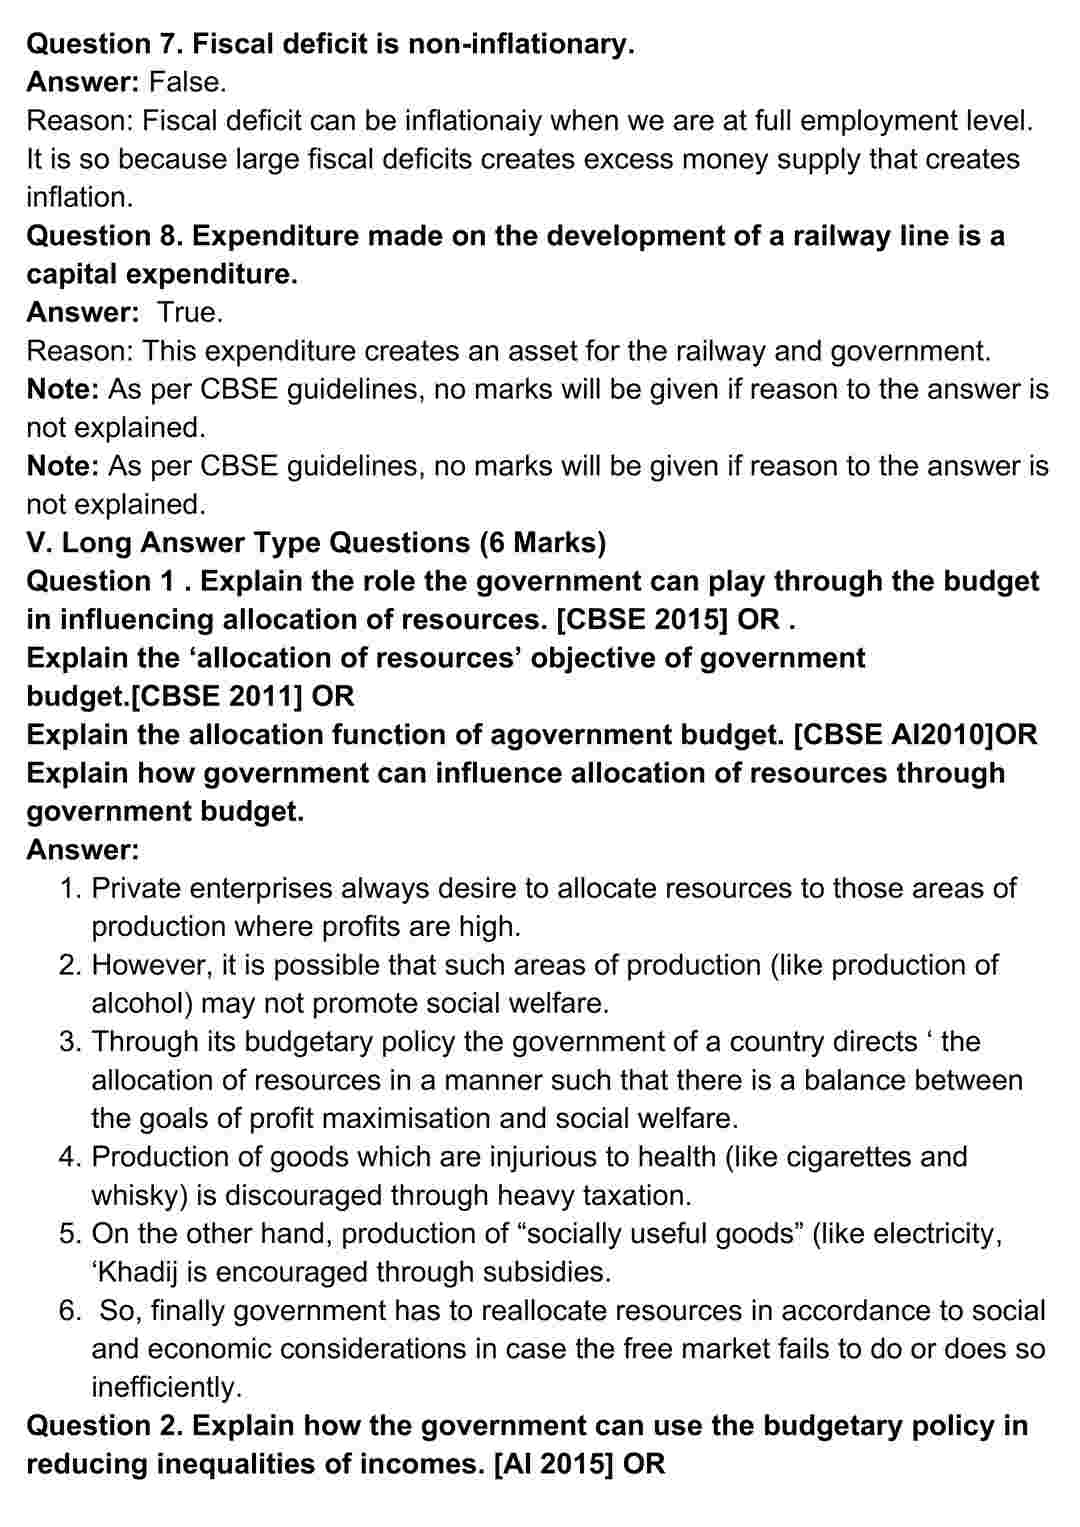 Question 7. Fiscal deficit is non-inflationary.
Answer: False.
Reason: Fiscal deficit can be inflationaiy when we are at full employment level.
It is so because large fiscal deficits creates excess money supply that creates
inflation.
Question 8. Expenditure made on the development of a railway line is a
capital expenditure.
Answer:  True.
Reason: This expenditure creates an asset for the railway and government.
Note: As per CBSE guidelines, no marks will be given if reason to the answer is
not explained.
Note: As per CBSE guidelines, no marks will be given if reason to the answer is
not explained.
V. Long Answer Type Questions (6 Marks)
Question 1 . Explain the role the government can play through the budget
in influencing allocation of resources. [CBSE 2015] OR .
Explain the ‘allocation of resources’ objective of government
budget.[CBSE 2011] OR
Explain the allocation function of agovernment budget. [CBSE AI2010]OR
Explain how government can influence allocation of resources through
government budget.
Answer:
1. Private enterprises always desire to allocate resources to those areas of
production where profits are high.
2. However, it is possible that such areas of production (like production of
alcohol) may not promote social welfare.
3. Through its budgetary policy the government of a country directs ‘ the
allocation of resources in a manner such that there is a balance between
the goals of profit maximisation and social welfare.
4. Production of goods which are injurious to health (like cigarettes and
whisky) is discouraged through heavy taxation.
5. On the other hand, production of “socially useful goods” (like electricity,
‘Khadij is encouraged through subsidies.
6.  So, finally government has to reallocate resources in accordance to social
and economic considerations in case the free market fails to do or does so
inefficiently.
Question 2. Explain how the government can use the budgetary policy in
reducing inequalities of incomes. [AI 2015] OR